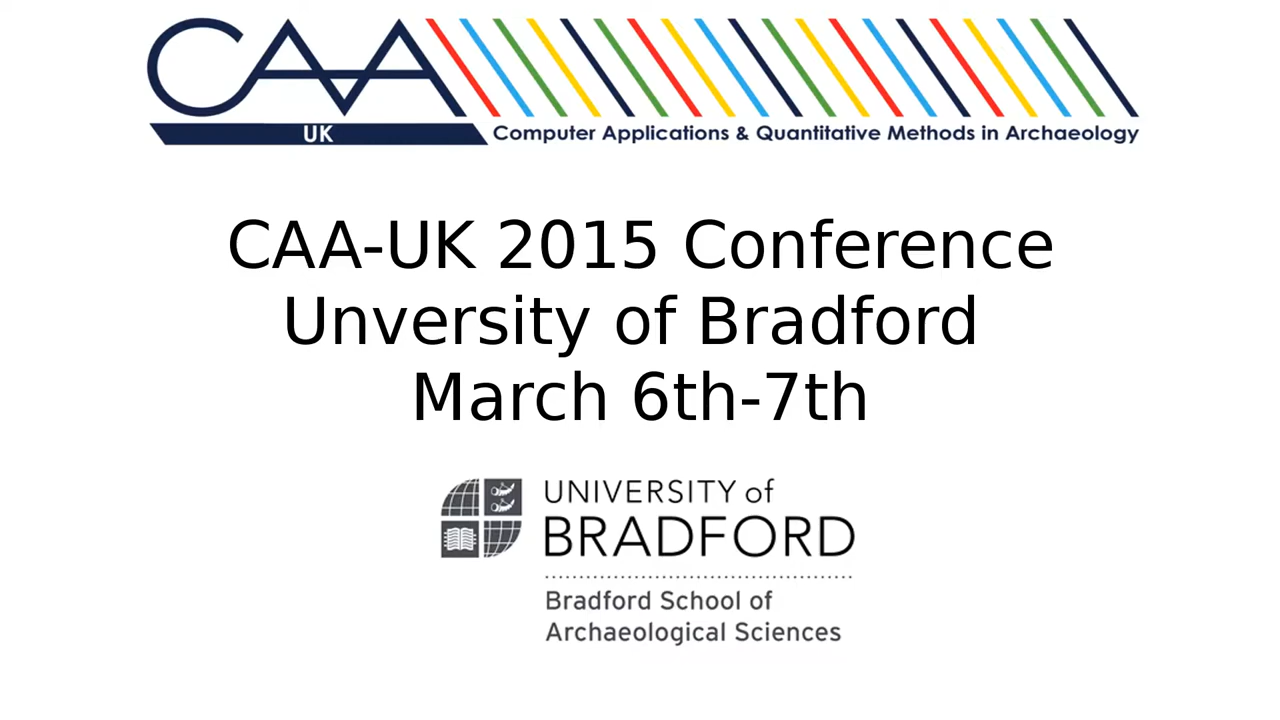 CAA
UK
Computer Applications & Quantitative Methods in Archaeology
CAA-UK 2015 Conference
Unversity of Bradford
March 6th-7th
UNIVERSITY of
BRADFORD
Bradford School of
Archaeological Sciences